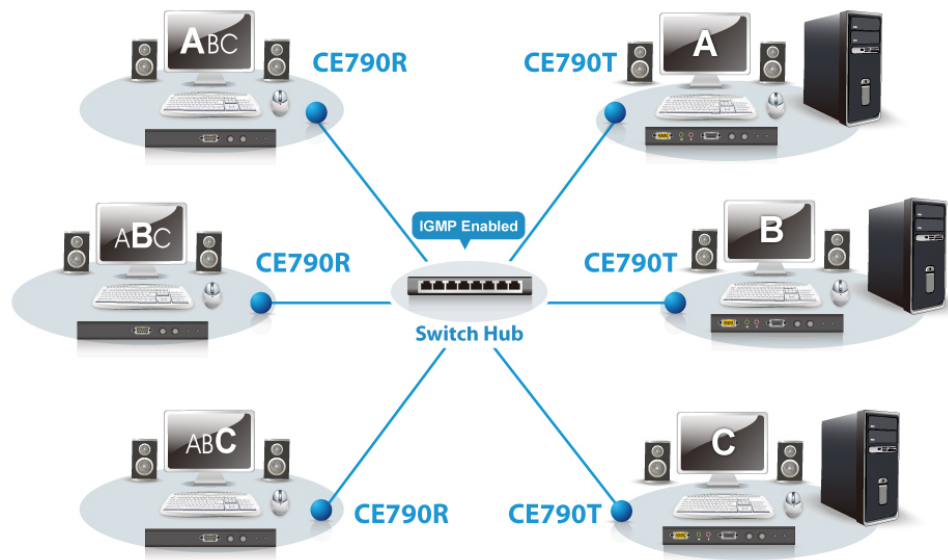 ABC
CE790R
CE790T
A
IGMP Enabled
ABC
CE790R
CE790T
B
Switch Hub
ABC
CE790R
CE790T
C